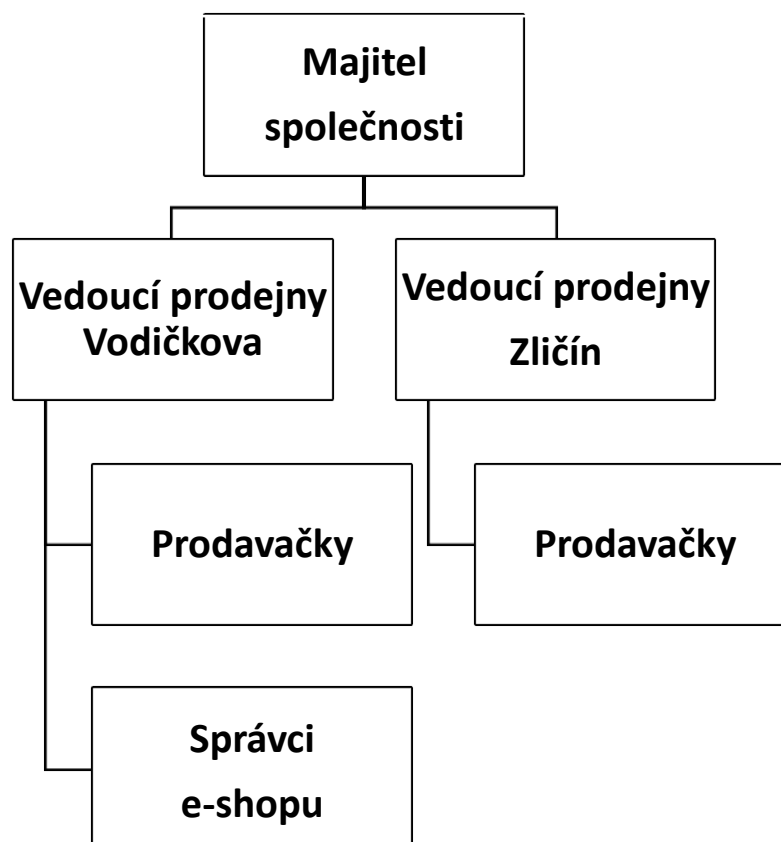 Majitel
společnosti
Vedoucí prodejny
Vodičkova
Vedoucí prodejny
Zličín
Prodavačky
Prodavačky
Správci
e-shopu